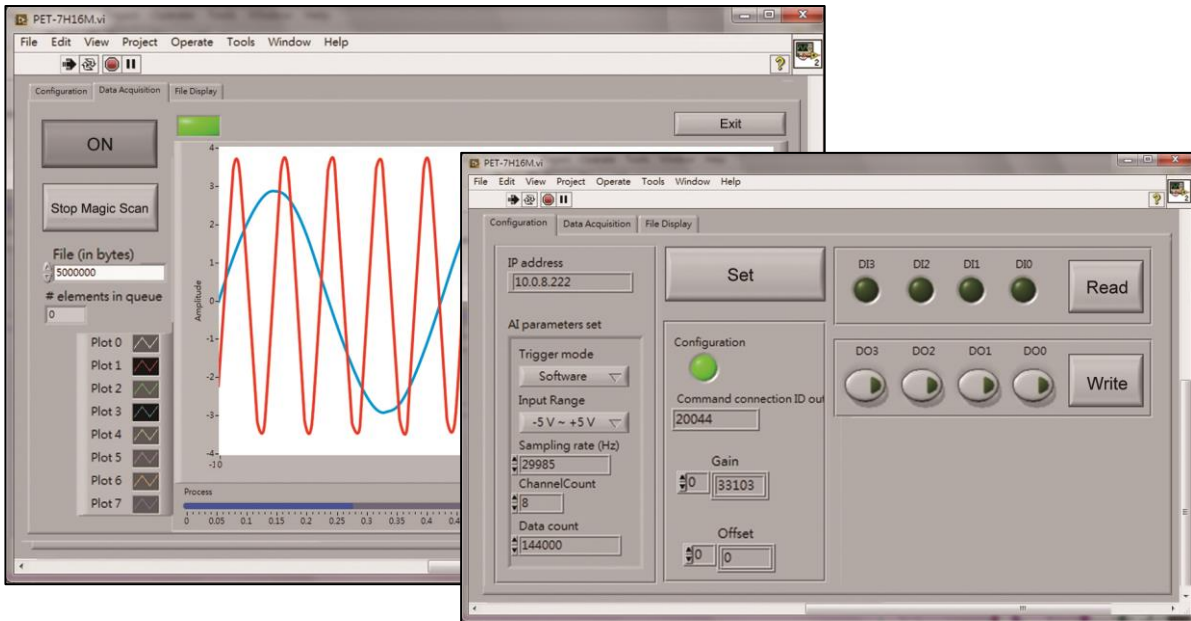 PET-7H16M.vi
File Edit View Project Operate Tools Window Help
2
Configuration Data Acquisition File Display
ON
Exit
Stop Magic Scan
File (in bytes)
5000000
# elements in queue
0
Plot 0
Plot 1
Plot 2
Plot 3
Plot 4
Plot 5
Plot 6
Plot 7
Amplitude
4
3
2
1
0
-1
-2
-3
-4
-10
Process
0 0.05 0.1 0.15 0.2 0.25 0.3 0.35 0.4
PET-7H16M.vi
File Edit View Project Operate Tools Window Help
2
Configuration Data Acquisition File Display
IP address
10.0.8.222
AI parameters set
Trigger mode
Software
Input Range
-5 V ~ +5 V
Sampling rate (Hz)
29985
ChannelCount
8
Data count
144000
Set
Configuration
Command connection ID out
20044
Gain
0 33103
Offset
0 0
DI3 DI2 DI1 DI0
Read
DO3 DO2 DO1 DO0
Write